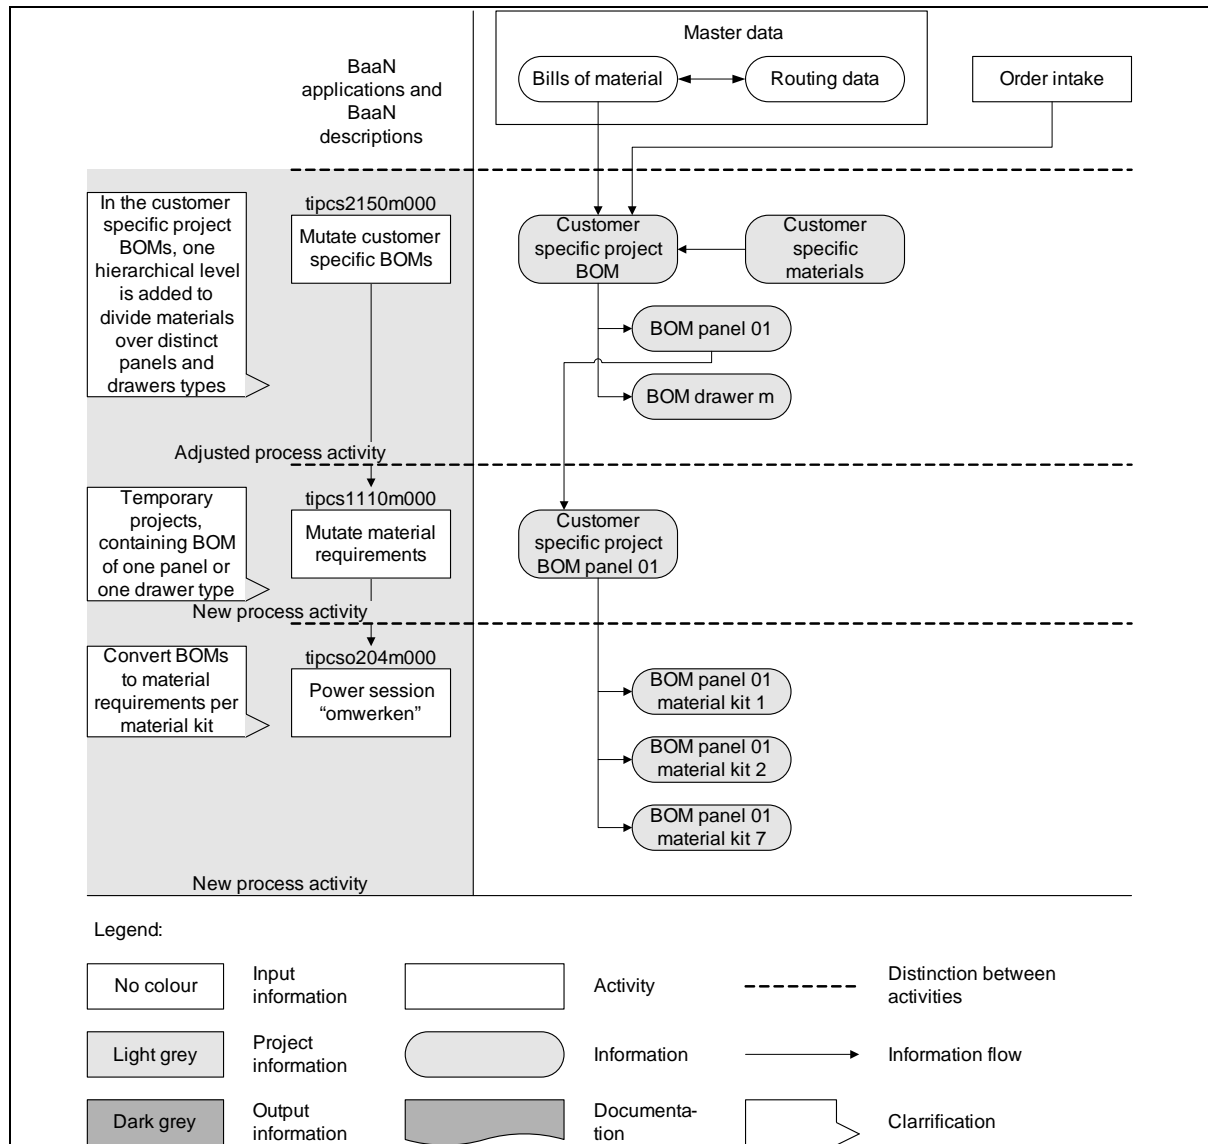 Master data
BaaN
applications and
BaaN
descriptions
Bills of material
Routing data
Order intake
In the customer
specific project
BOMs, one
hierarchical level
is added to
divide materials
over distinct
panels and
drawers types
tipcs2150m000
Mutate customer
specific BOMs
Customer
specific project
BOM
Customer
specific
materials
BOM panel 01
BOM drawer m
Adjusted process activity
Temporary
projects,
containing BOM
of one panel or
one drawer type
tipcs1110m000
Mutate material
requirements
Customer
specific project
BOM panel 01
New process activity
Convert BOMs
to material
requirements per
material kit
tipcso204m000
Power session
“omwerken”
BOM panel 01
material kit 1
BOM panel 01
material kit 2
BOM panel 01
material kit 7
New process activity
Legend:
No colour
Input
information
Activity
Distinction between
activities
Light grey
Project
information
Information
Information flow
Dark grey
Output
information
Documenta-
tion
Clarrification